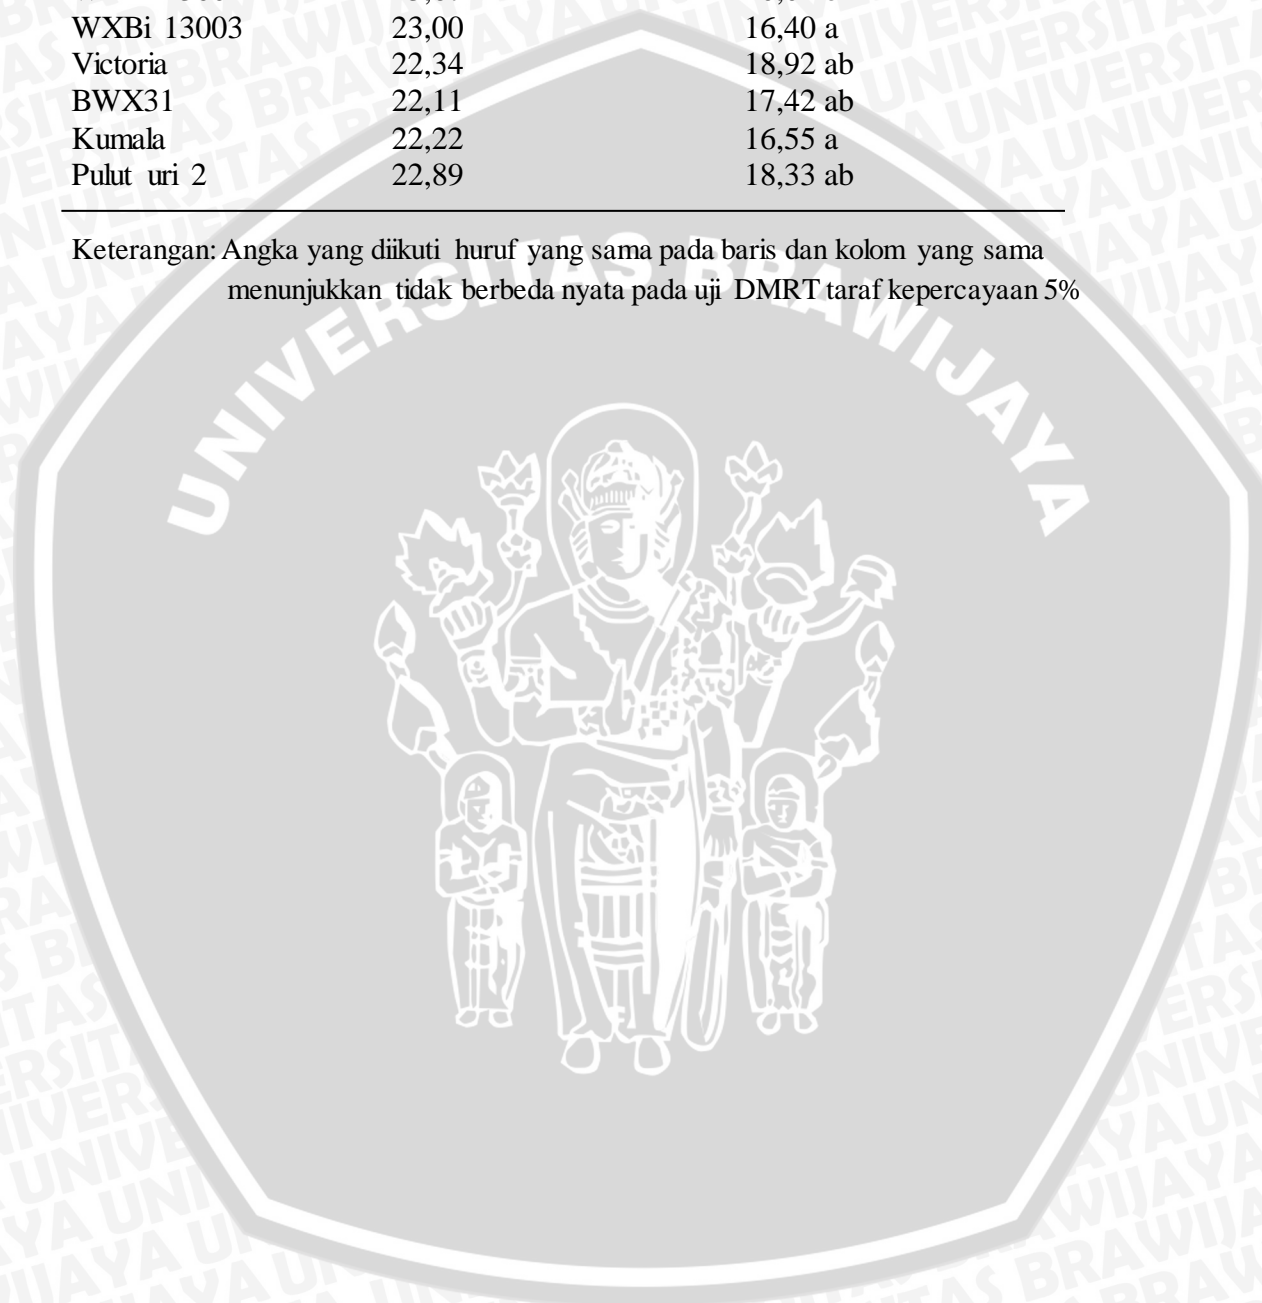 WXBi 13003 23,00 16,40 a
Victoria 22,34 18,92 ab
BWX31 22,11 17,42 ab
Kumala 22,22 16,55 a
Pulut uri 2 22,89 18,33 ab
Keterangan: Angka yang diikuti huruf yang sama pada baris dan kolom yang sama
menunjukkan tidak berbeda nyata pada uji DMRT taraf kepercayaan 5%
UNIVERSITAS BRAWIJAYA